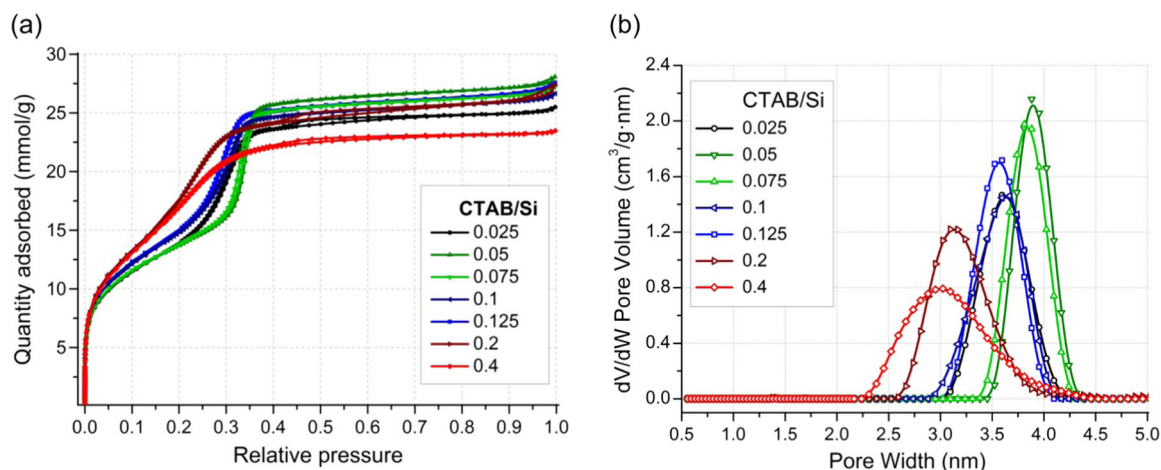 (a)
30
25
20
15
10
5
Quantity adsorbed (mmol/g)
CTAB/Si
0.025
0.05
0.075
0.1
0.125
0.2
0.4
0.0 0.1 0.2 0.3 0.4 0.5 0.6 0.7 0.8 0.9 1.0
Relative pressure
(b)
2.4
2.0
1.6
1.2
0.8
0.4
0.0
dV/dW Pore Volume (cm³/g·nm)
CTAB/Si
0.025
0.05
0.075
0.1
0.125
0.2
0.4
0.5 1.0 1.5 2.0 2.5 3.0 3.5 4.0 4.5 5.0
Pore Width (nm)